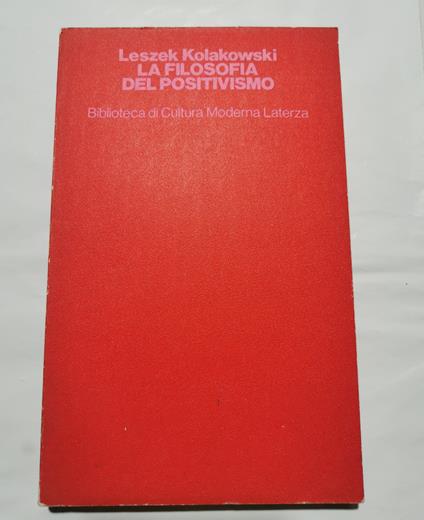 Leszek Kolakowski
LA FILOSOFIA
DEL POSITIVISMO
Biblioteca di Cultura Moderna Laterza